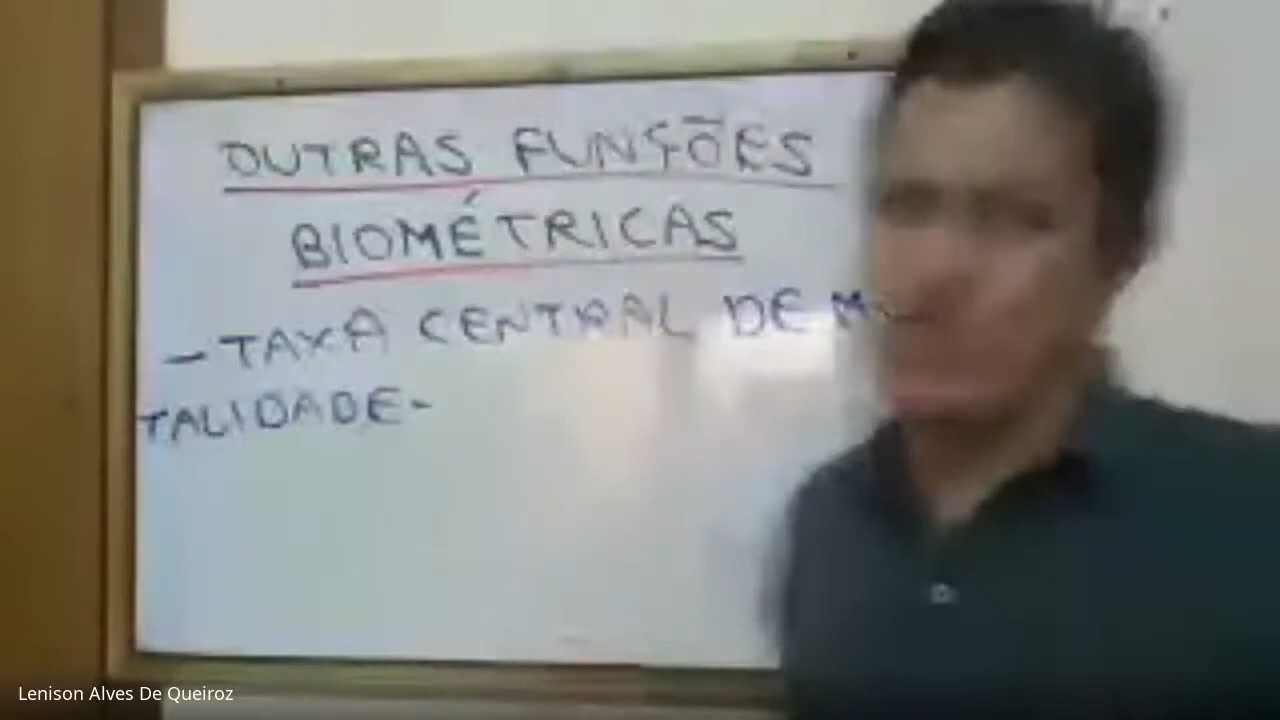 OUTRAS FUNÇÕES
BIOMÉTRICAS
- TAXA CENTRAL DE
TALIDADE-
Lenison Alves De Queiroz